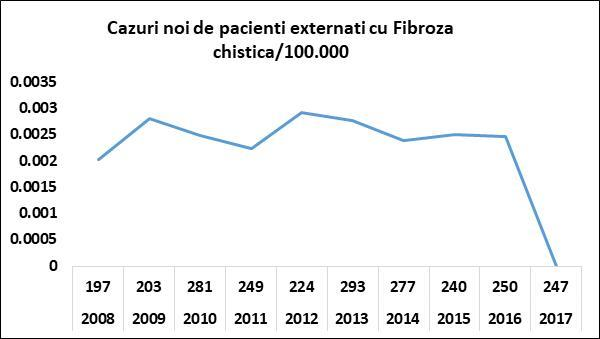 Cazuri noi de pacienti externati cu Fibroza
chistica/100.000
0.0035
0.003
0.0025
0.002
0.0015
0.001
0.0005
0
197 203 281 249 224 293 277 240 250 247
2008 2009 2010 2011 2012 2013 2014 2015 2016 2017